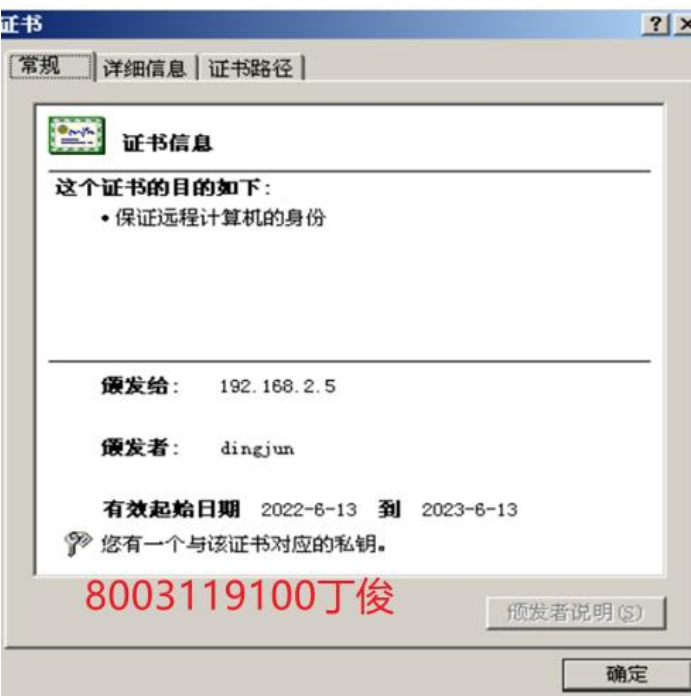 证书
常规 详细信息 证书路径
证书信息
这个证书的目的如下:
•保证远程计算机的身份
颁发给: 192.168.2.5
颁发者: dingjun
有效起始日期 2022-6-13 到 2023-6-13
您有一个与该证书对应的私钥。
8003119100丁俊
颁发者说明(S)
确定